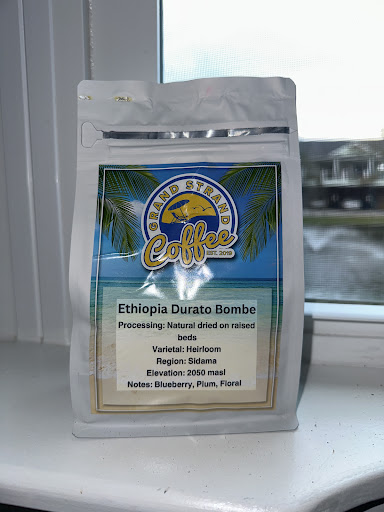 GRAND STRAND
Coffee
EST. 2019
Ethiopia Durato Bombe
Processing: Natural dried on raised
beds
Varietal: Heirloom
Region: Sidama
Elevation: 2050 masl
Notes: Blueberry, Plum, Floral